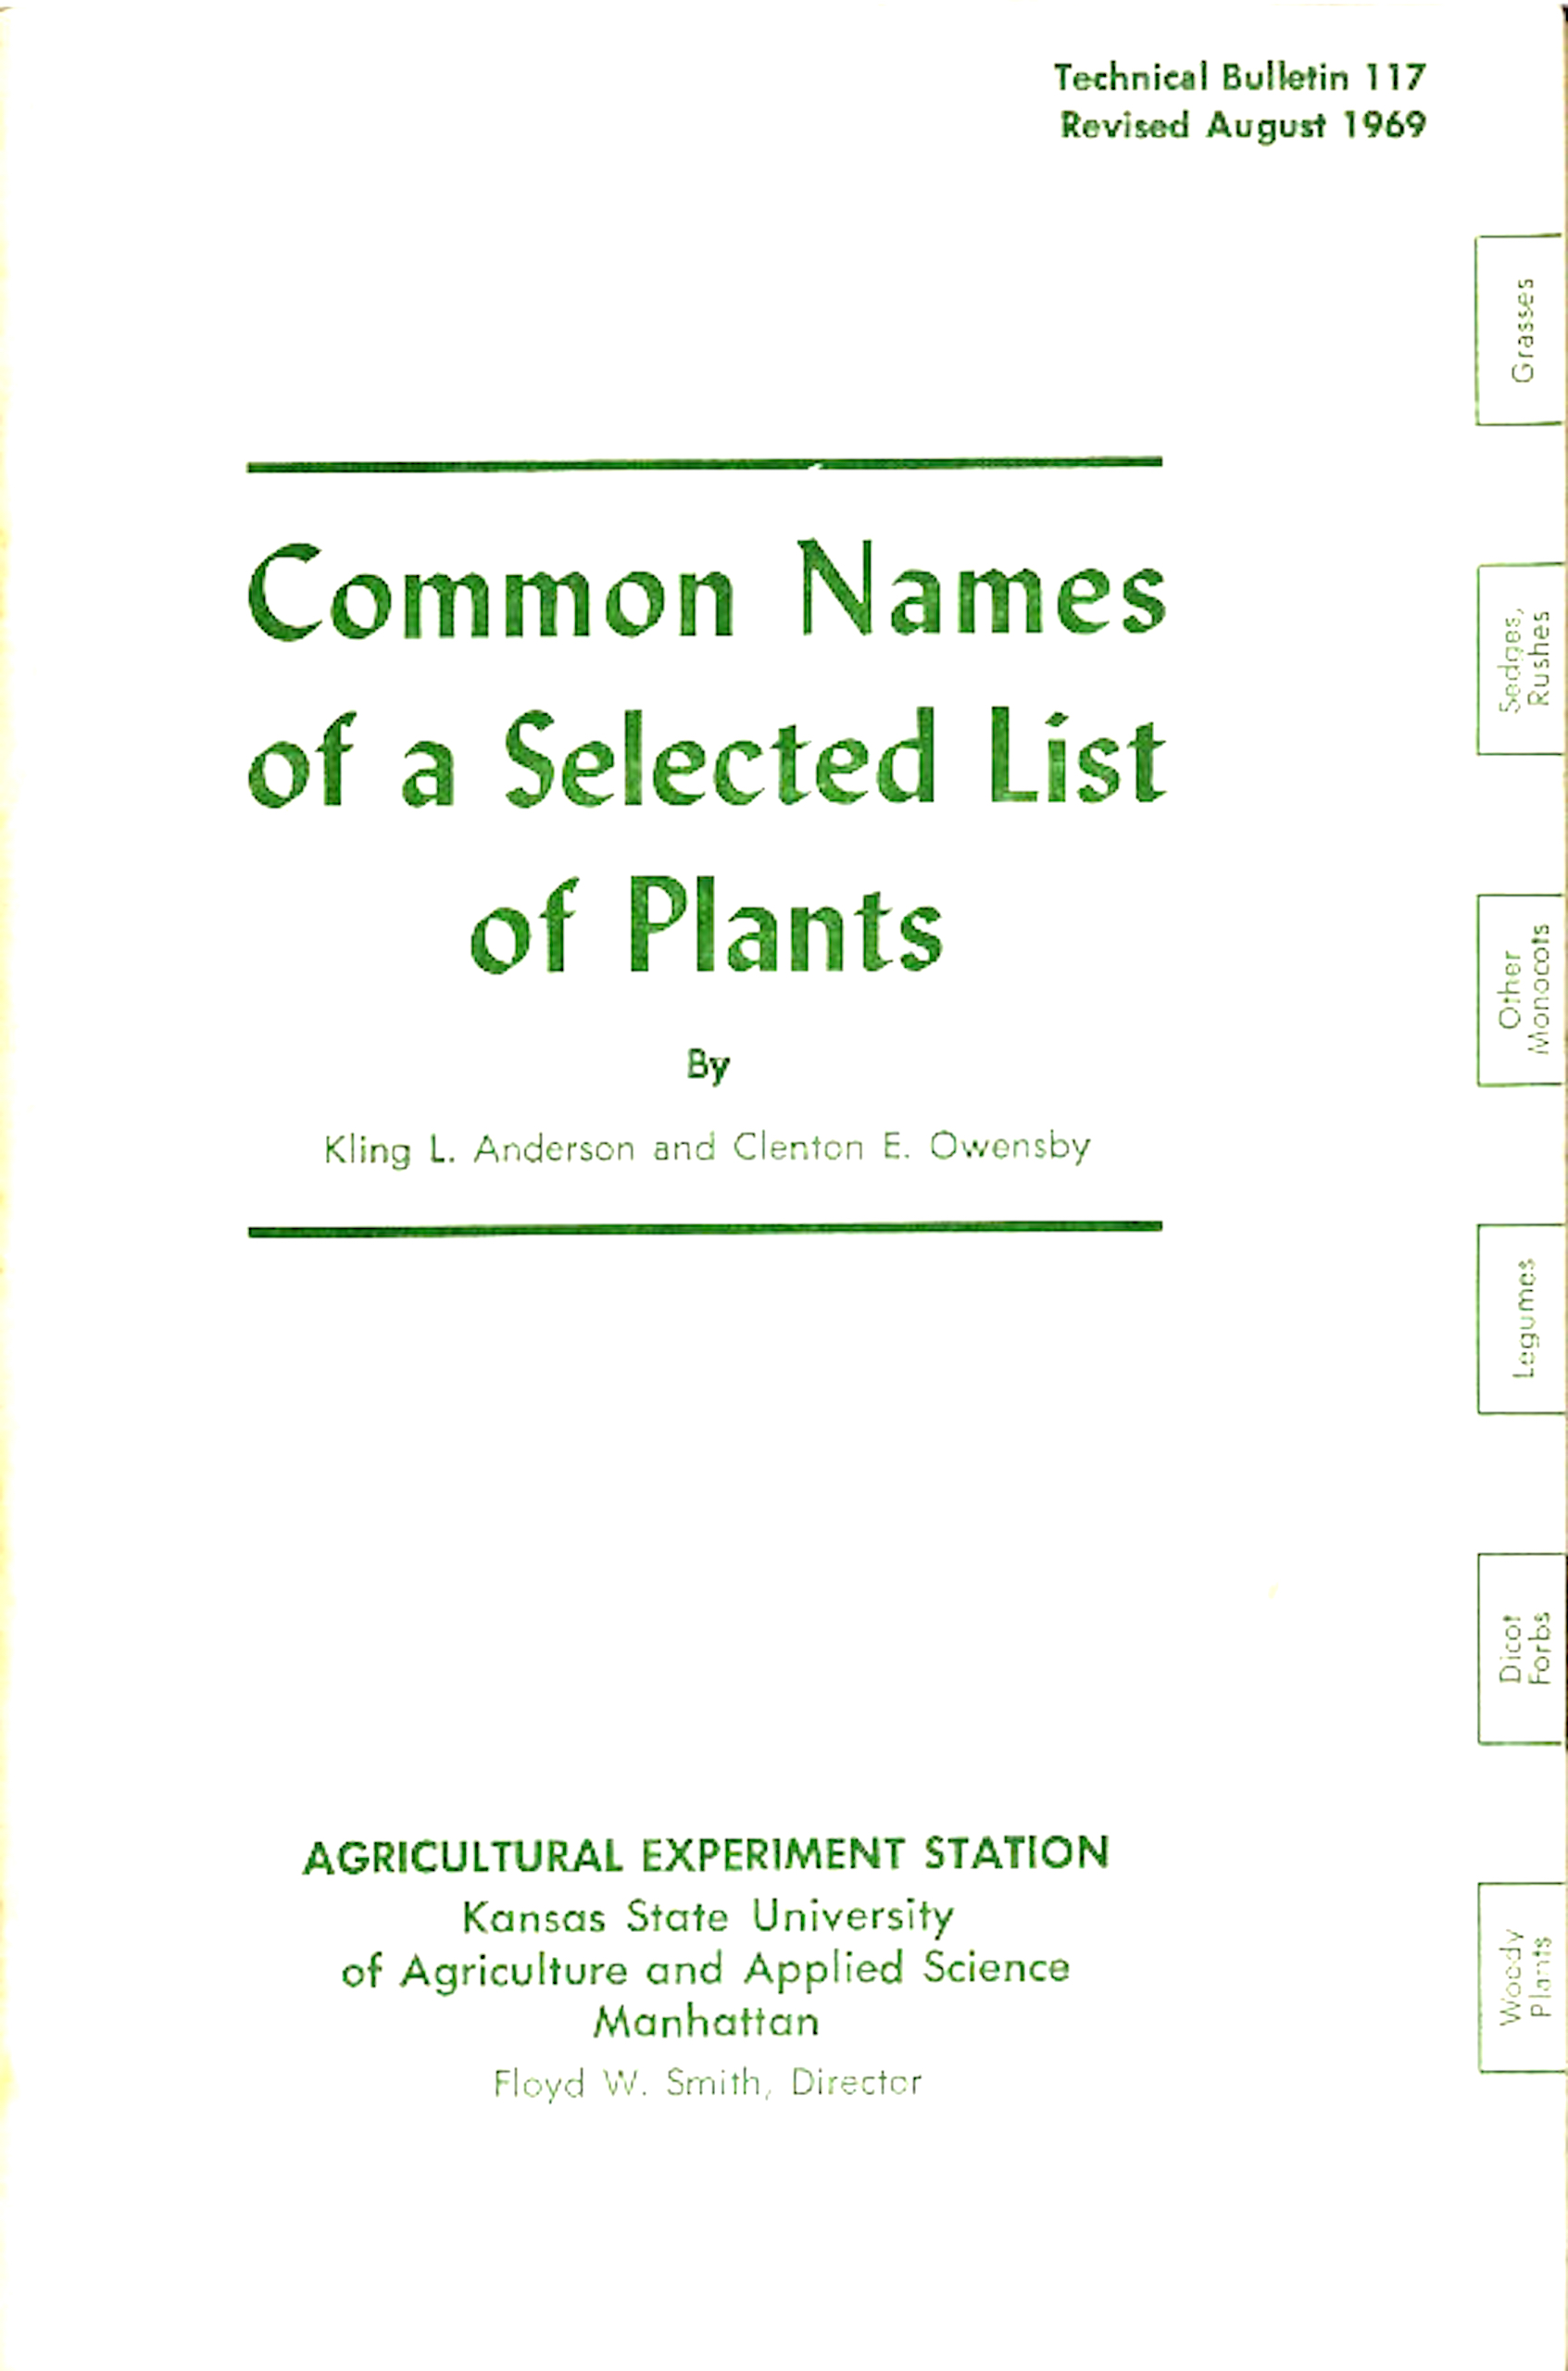 Technical Bulletin 117
Revised August 1969
Common Names
of a Selected List
of Plants
By
Kling L. Anderson and Clenton E. Owensby
AGRICULTURAL EXPERIMENT STATION
Kansas State University
of Agriculture and Applied Science
Manhattan
Floyd W. Smith, Director
Grasses
Sedges,
Rushes
Other
Monocots
Legumes
Dicot
Forbs
Woody
Plants